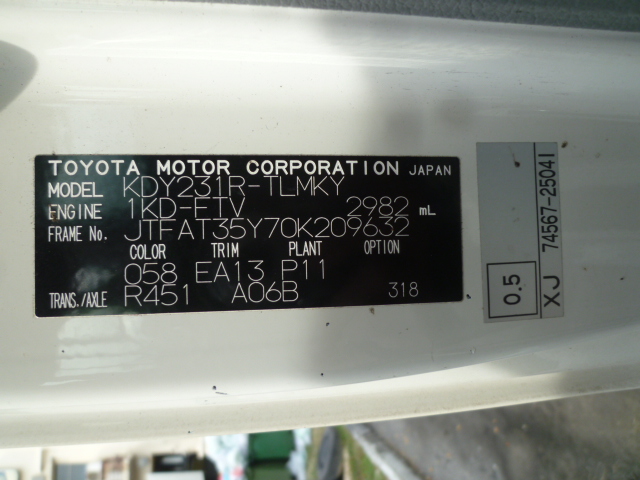 TOYOTA MOTOR CORPORATION JAPAN
MODEL KDY231R-TLMKY
ENGINE 1KD-FTV 2982 mL
FRAME No. JTFAT35Y70K209632
COLOR TRIM PLANT OPTION
058 EA13 P11
TRANS./AXLE R451 A06B 318
0.5
XJ 74567-25041